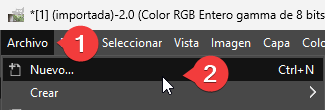 *[1] (importada)-2.0 (Color RGB Entero gamma de 8 bits
Archivo 1 Seleccionar Vista Imagen Capa Colo
Nuevo... 2 Ctrl+N
Crear